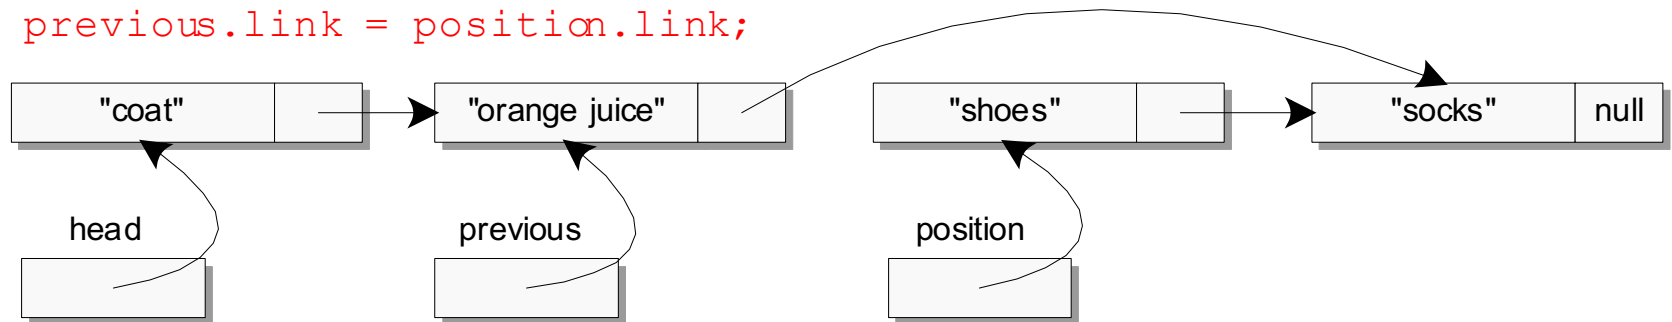 previous.link = position.link;
"coat" "orange juice" "shoes" "socks" null
head previous position